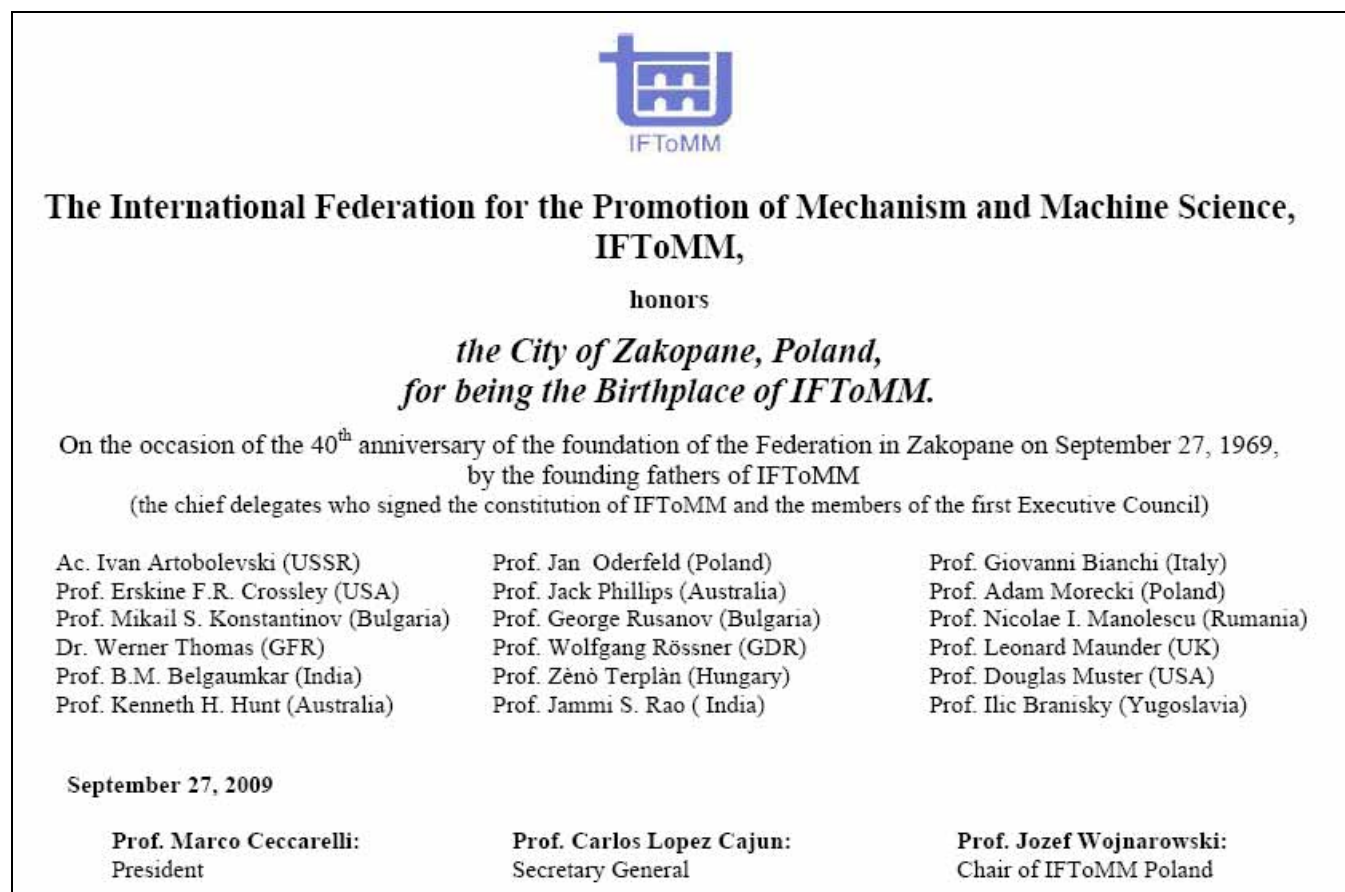 IFToMM
The International Federation for the Promotion of Mechanism and Machine Science,
IFToMM,
honors
the City of Zakopane, Poland,
for being the Birthplace of IFToMM.
On the occasion of the 40th anniversary of the foundation of the Federation in Zakopane on September 27, 1969,
by the founding fathers of IFToMM
(the chief delegates who signed the constitution of IFToMM and the members of the first Executive Council)
Ac. Ivan Artobolevski (USSR)
Prof. Erskine F.R. Crossley (USA)
Prof. Mikail S. Konstantinov (Bulgaria)
Dr. Werner Thomas (GFR)
Prof. B.M. Belgaumkar (India)
Prof. Kenneth H. Hunt (Australia)
Prof. Jan Oderfeld (Poland)
Prof. Jack Phillips (Australia)
Prof. George Rusanov (Bulgaria)
Prof. Wolfgang Rössner (GDR)
Prof. Zènò Terplàn (Hungary)
Prof. Jammi S. Rao ( India)
Prof. Giovanni Bianchi (Italy)
Prof. Adam Morecki (Poland)
Prof. Nicolae I. Manolescu (Rumania)
Prof. Leonard Maunder (UK)
Prof. Douglas Muster (USA)
Prof. Ilic Branisky (Yugoslavia)
September 27, 2009
Prof. Marco Ceccarelli:
President
Prof. Carlos Lopez Cajun:
Secretary General
Prof. Jozef Wojnarowski:
Chair of IFToMM Poland